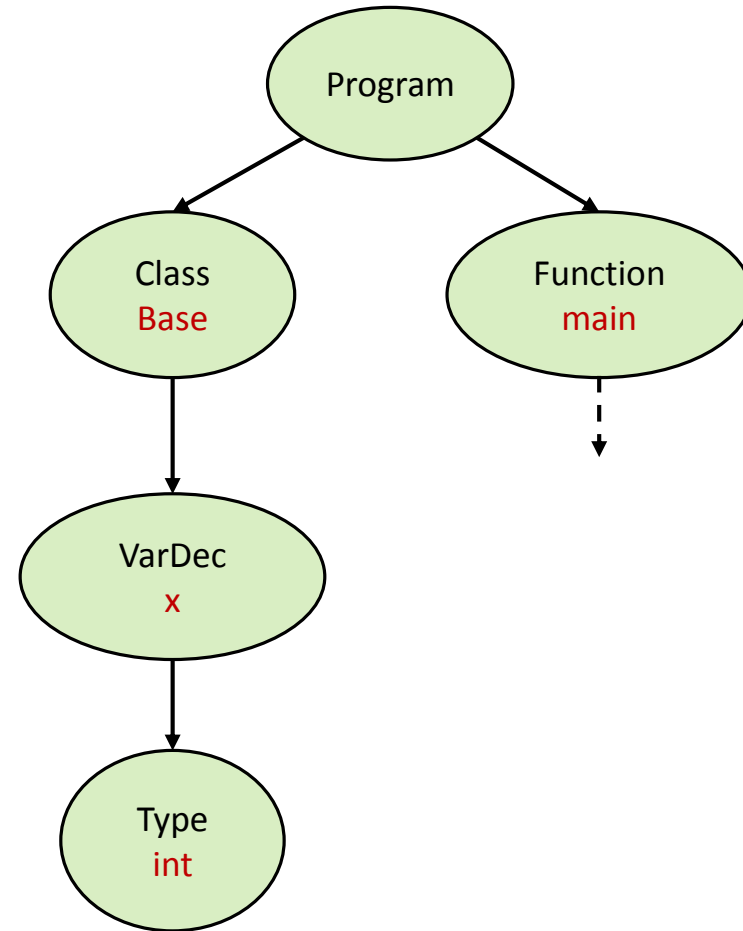 Program
Class
Base
Function
main
VarDec
x
Type
int